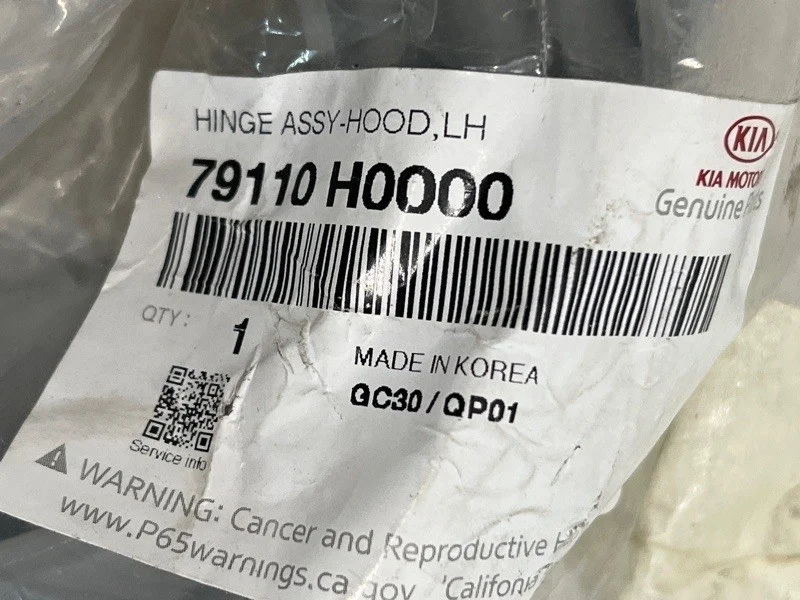 HINGE ASSY-HOOD,LH
79110 H0000
KIA
KIA MOTO
Genuine
QTY: 1
MADE IN KOREA
QC30/QP01
Service info
WARNING: Cancer and Reproductive H
www.P65warnings.ca.gov 'Californ